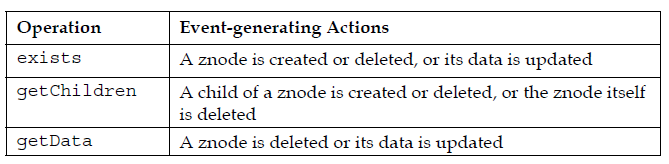 Operation Event-generating Actions
exists A znode is created or deleted, or its data is updated
getChildren A child of a znode is created or deleted, or the znode itself
is deleted
getData A znode is deleted or its data is updated